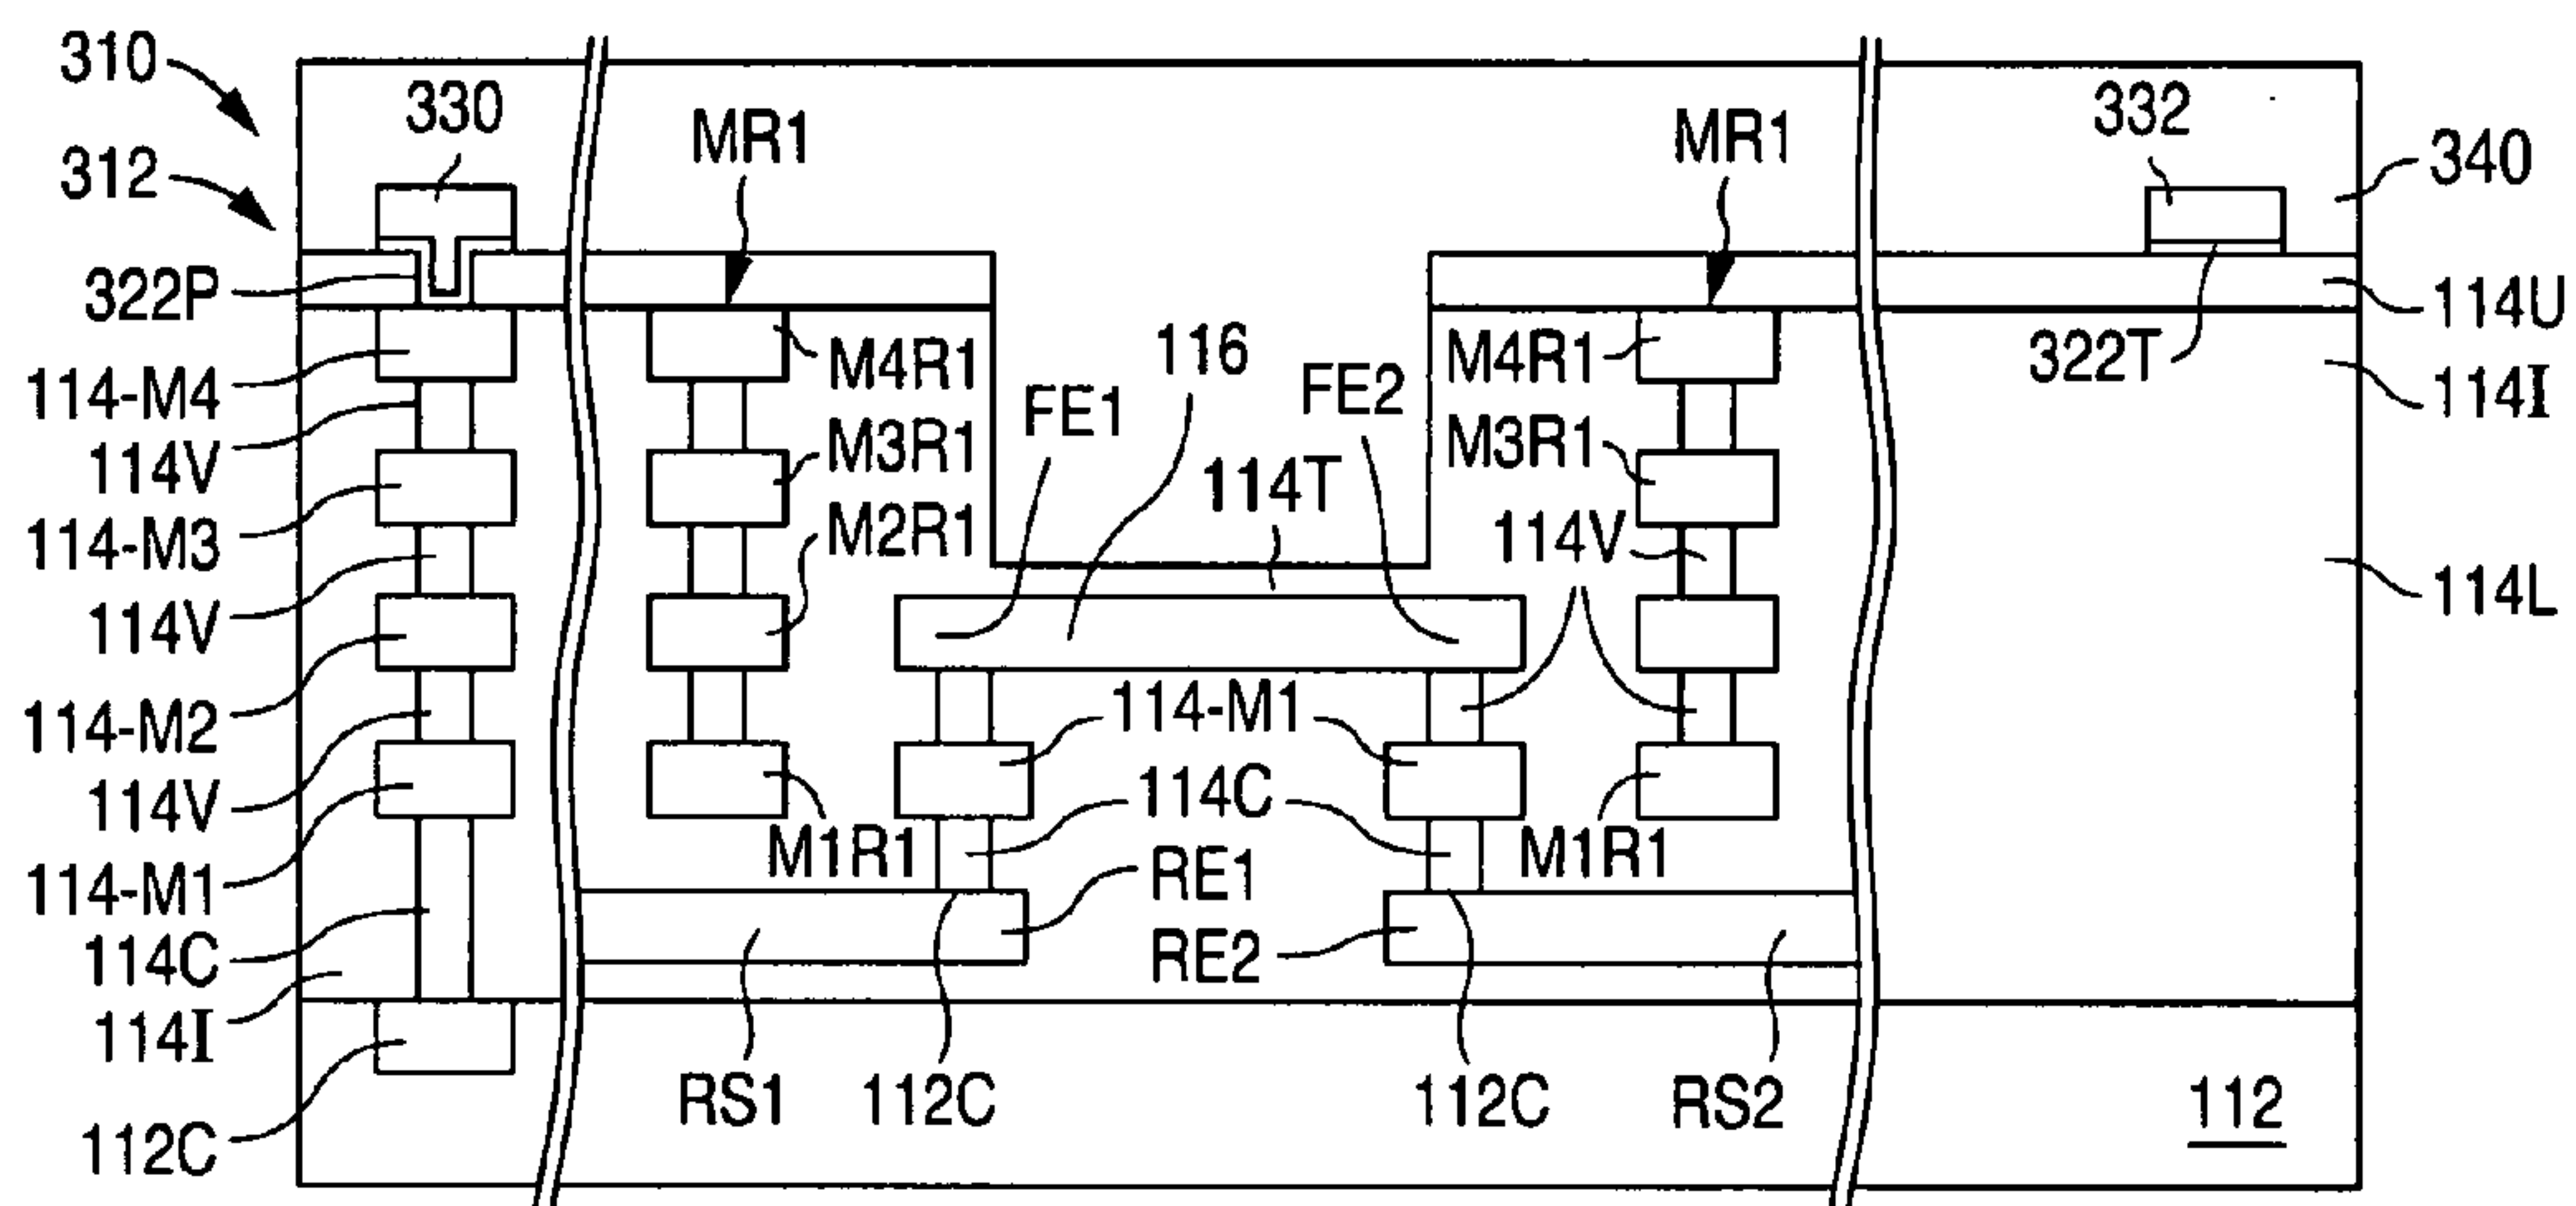 310
330
MR1
MR1
332
340
312
322P
114U
M4R1
116
FE2
M4R1
322T
114-M4
FE1
114I
114V
M3R1
M3R1
114T
114-M3
M2R1
114V
114V
114L
114-M2
114-M1
114V
114C
114-M1
M1R1
RE1
M1R1
114C
RE2
114I
RS1
112C
112C
RS2
112
112C